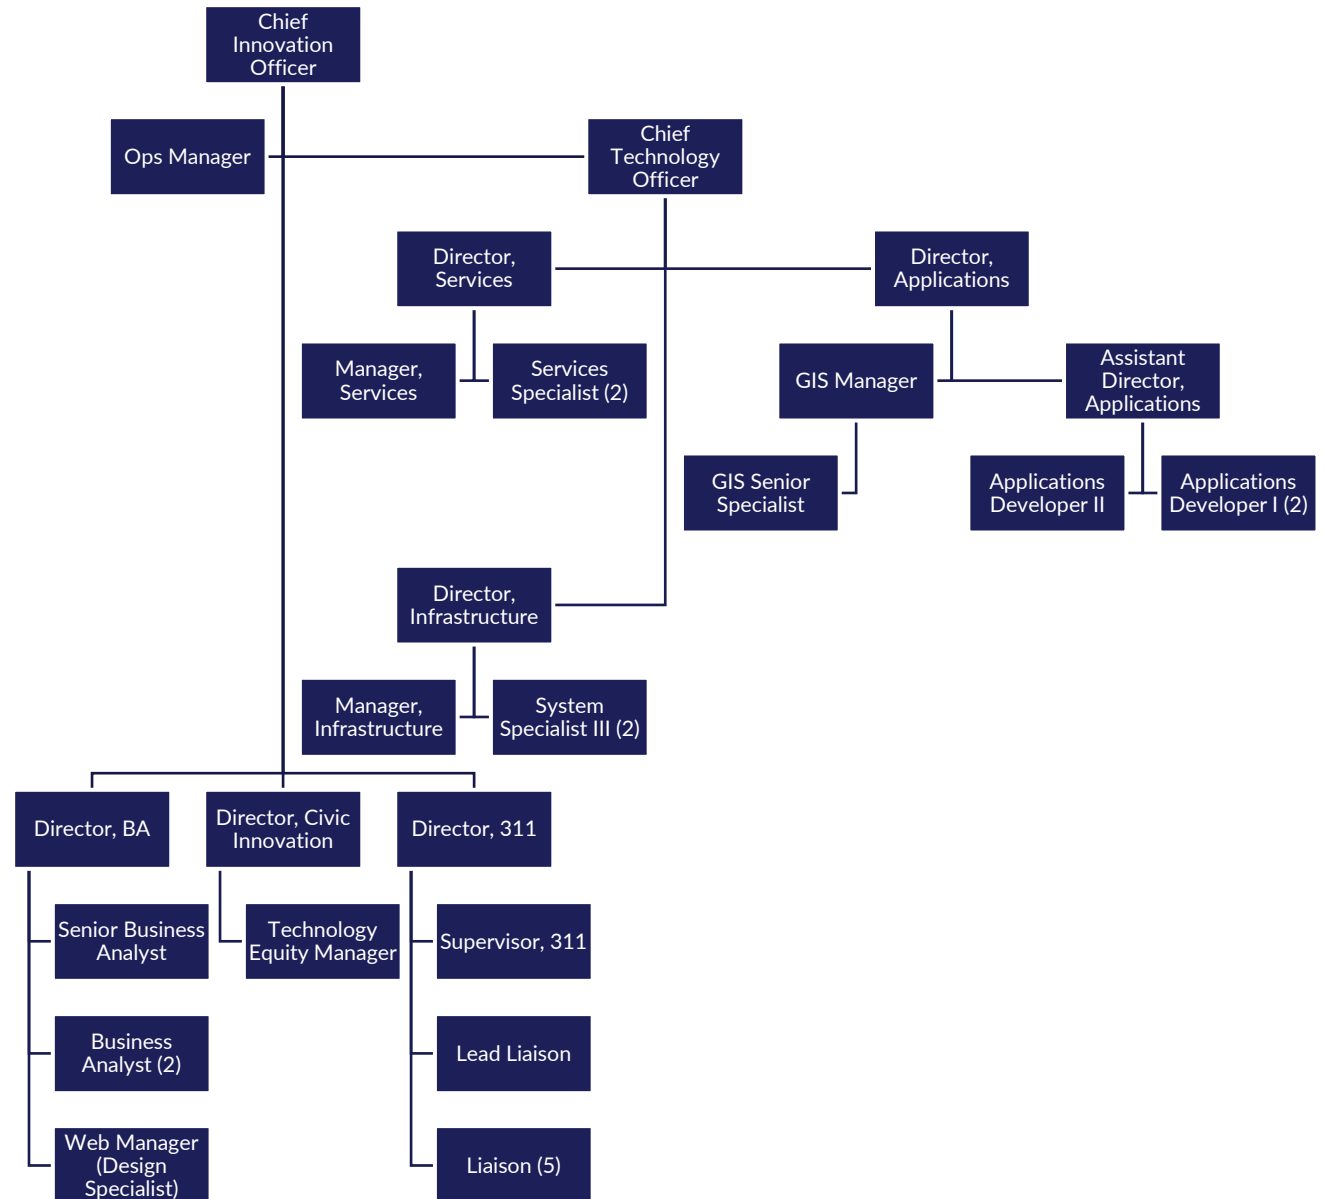 Chief
Innovation
Officer
Ops Manager
Chief
Technology
Officer
Director,
Services
Director,
Applications
Manager,
Services
Services
Specialist (2)
GIS Manager
Assistant
Director,
Applications
GIS Senior
Specialist
Applications
Developer II
Applications
Developer I (2)
Director,
Infrastructure
Manager,
Infrastructure
System
Specialist III (2)
Director, BA
Director, Civic
Innovation
Director, 311
Senior Business
Analyst
Technology
Equity Manager
Supervisor, 311
Business
Analyst (2)
Lead Liaison
Web Manager
(Design
Specialist)
Liaison (5)